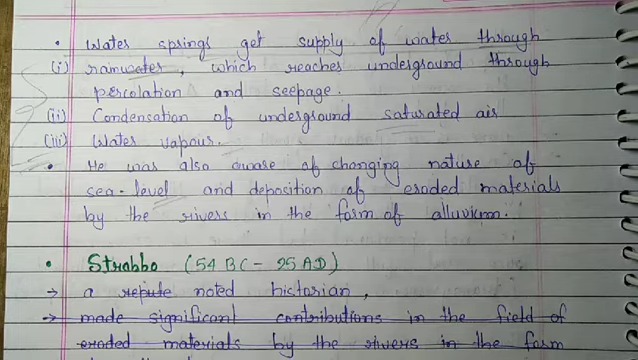 • Water springs get supply of water through
(i) rainwater, which reaches underground through
percolation and seepage.
(ii) Condensation of underground saturated air
(iii) Water vapour.
• He was also aware of changing nature of
sea-level and deposition of eroded materials
by the rivers in the form of alluvium.
• Strabbo (54 BC - 25 AD)
→ a repute noted historian,
→ made significant contributions in the field of
eroded materials by the rivers in the form